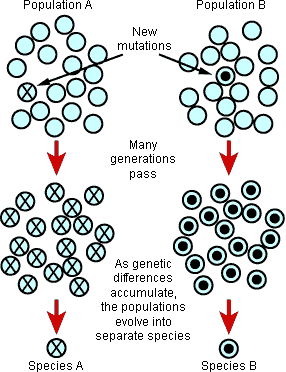 Population A
Population B
New
mutations
Many
generations
pass
As genetic
differences
accumulate,
the populations
evolve into
separate species
Species A
Species B